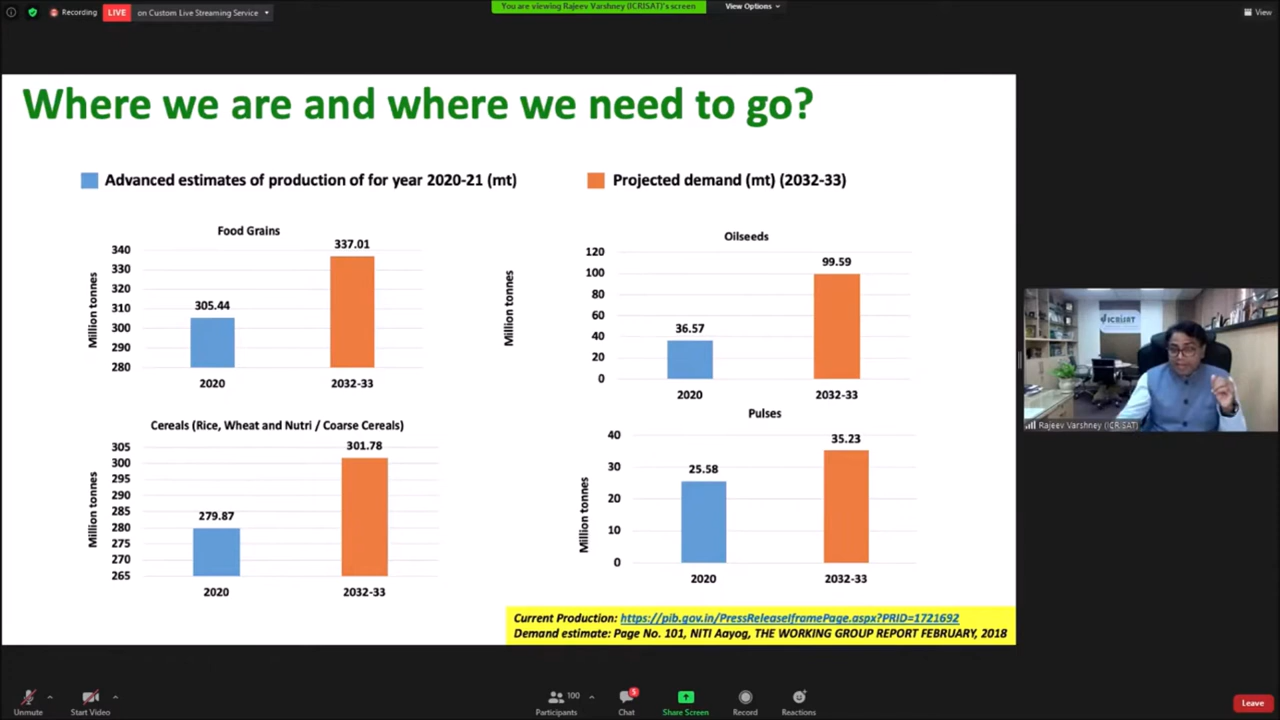 Recording LIVE on Custom Live Streaming Service
You are viewing Rajeev Varshney (ICRISAT)'s screen View Options
View
Where we are and where we need to go?
Advanced estimates of production of for year 2020-21 (mt)
Projected demand (mt) (2032-33)
Food Grains
Million tonnes
340
330
320
310
300
290
280
305.44
337.01
2020 2032-33
Oilseeds
Million tonnes
120
100
80
60
40
20
0
36.57
99.59
2020 2032-33
Cereals (Rice, Wheat and Nutri / Coarse Cereals)
Million tonnes
305
300
295
290
285
280
275
270
265
279.87
301.78
2020 2032-33
Pulses
Million tonnes
40
30
20
10
0
25.58
35.23
2020 2032-33
Current Production: https://pib.gov.in/PressReleaseIframePage.aspx?PRID=1721692
Demand estimate: Page No. 101, NITI Aayog, THE WORKING GROUP REPORT FEBRUARY, 2018
ICRISAT
Rajeev Varshney (ICRISAT)
Unmute
Start Video
100
Participants
5
Chat
Share Screen
Record
Reactions
Leave